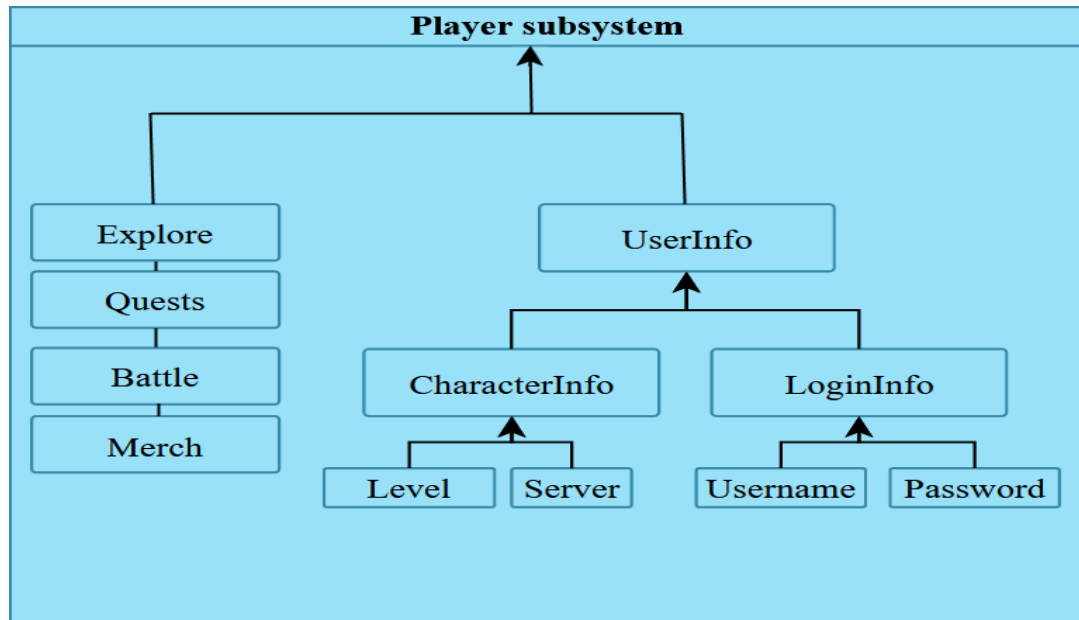 Player subsystem
Explore
UserInfo
Quests
Battle
CharacterInfo
LoginInfo
Merch
Level
Server
Username
Password